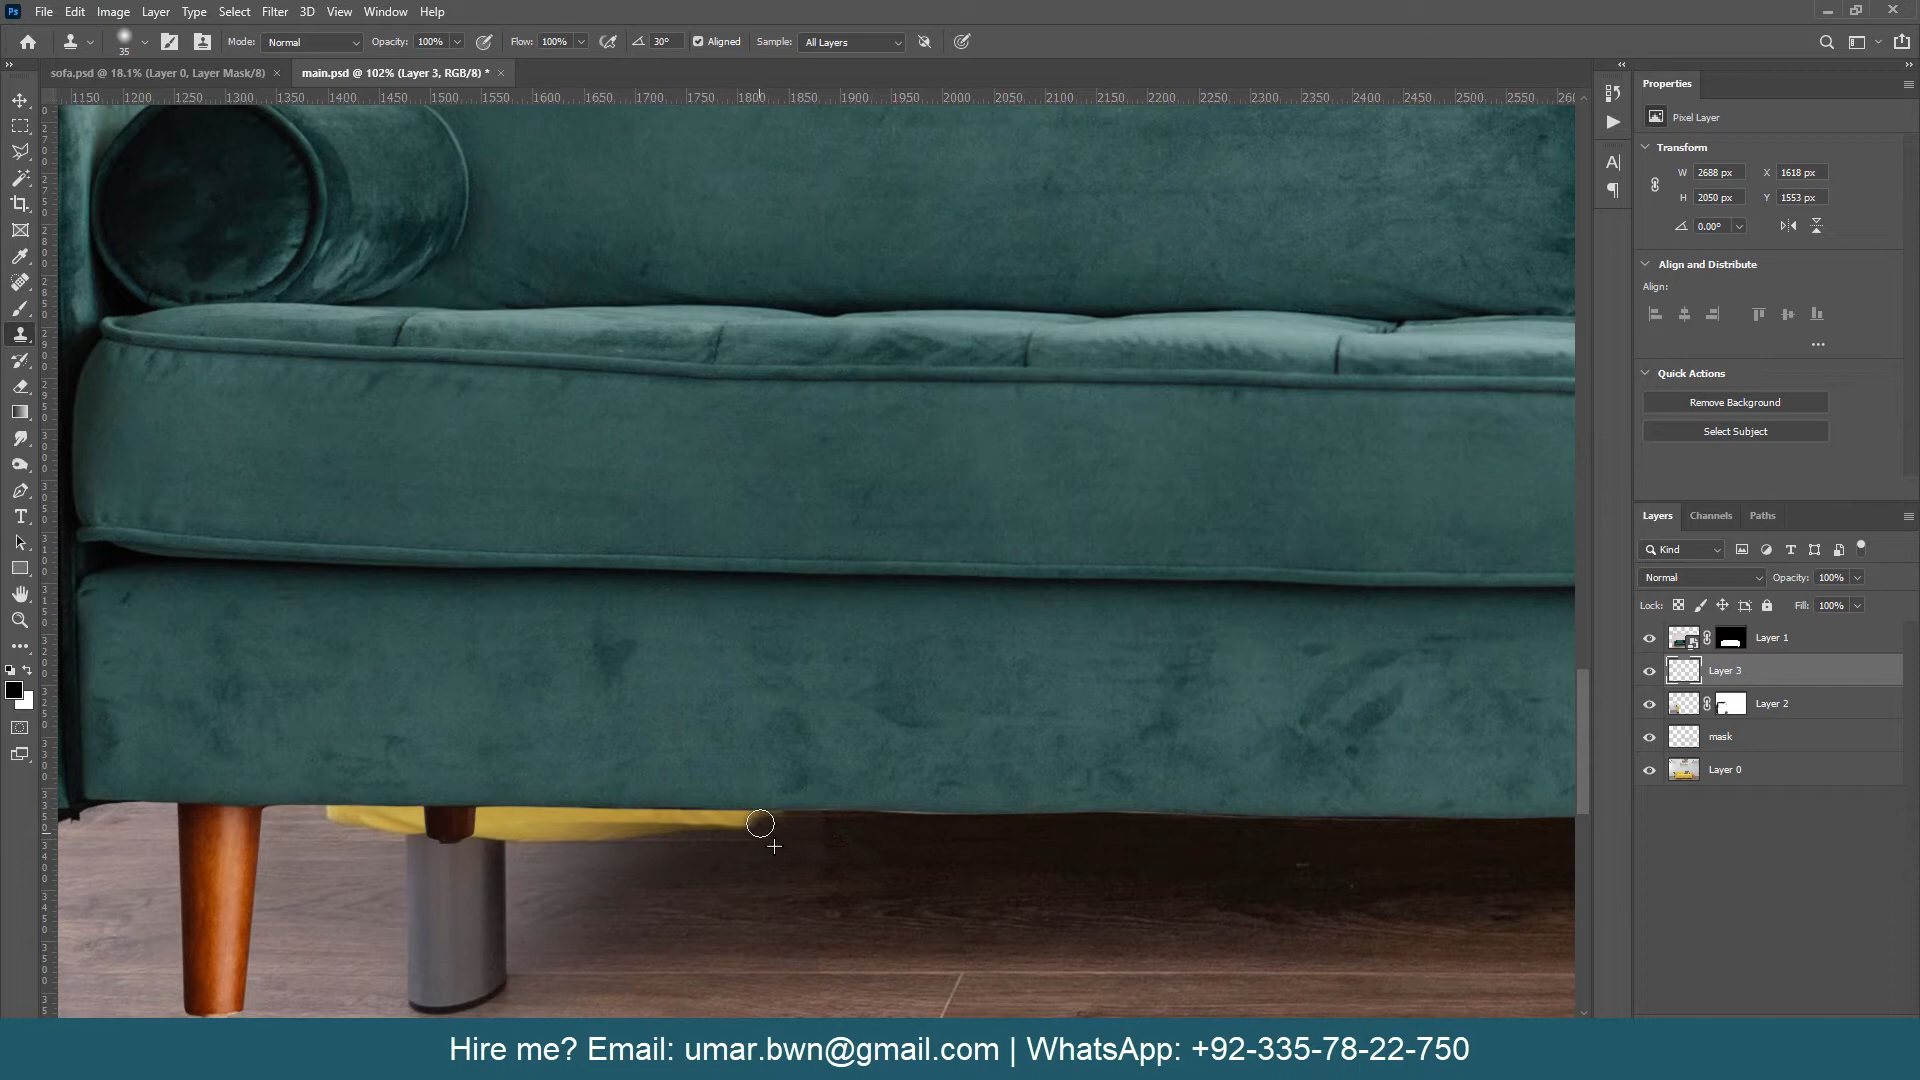 Ps File Edit Image Layer Type Select Filter 3D View Window Help
35 Mode: Normal Opacity: 100% Flow: 100% 30° Aligned Sample: All Layers
sofa.psd @ 18.1% (Layer 0, Layer Mask/8) × main.psd @ 102% (Layer 3, RGB/8) * ×
1150 1200 1250 1300 1350 1400 1450 1500 1550 1600 1650 1700 1750 1800 1850 1900 1950 2000 2050 2100 2150 2200 2250 2300 2350 2400 2450 2500 2550
Properties
Pixel Layer
Transform
W 2688 px X 1618 px
H 2050 px Y 1553 px
0.00°
Align and Distribute
Align:
Quick Actions
Remove Background
Select Subject
Layers Channels Paths
Kind
Normal Opacity: 100%
Lock: Fill: 100%
Layer 1
Layer 3
Layer 2
mask
Layer 0
Hire me? Email: umar.bwn@gmail.com | WhatsApp: +92-335-78-22-750